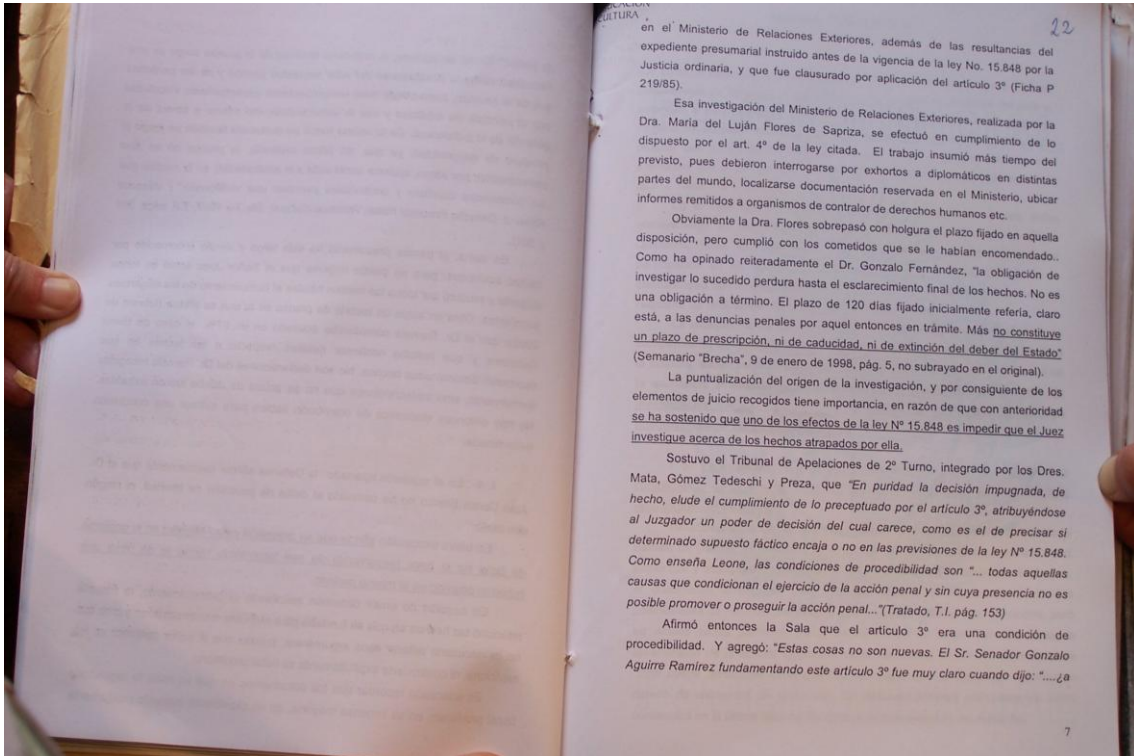 CULTURA
22
en el Ministerio de Relaciones Exteriores, además de las resultancias del
expediente presumarial instruido antes de la vigencia de la ley No. 15.848 por la
Justicia ordinaria, y que fue clausurado por aplicación del artículo 3º (Ficha P
219/85).
Esa investigación del Ministerio de Relaciones Exteriores, realizada por la
Dra. María del Luján Flores de Sapriza, se efectuó en cumplimiento de lo
dispuesto por el art. 4º de la ley citada. El trabajo insumió más tiempo del
previsto, pues debieron interrogarse por exhortos a diplomáticos en distintas
partes del mundo, localizarse documentación reservada en el Ministerio, ubicar
informes remitidos a organismos de contralor de derechos humanos etc.
Obviamente la Dra. Flores sobrepasó con holgura el plazo fijado en aquella
disposición, pero cumplió con los cometidos que se le habían encomendado..
Como ha opinado reiteradamente el Dr. Gonzalo Fernández, "la obligación de
investigar lo sucedido perdura hasta el esclarecimiento final de los hechos. No es
una obligación a término. El plazo de 120 días fijado inicialmente refería, claro
está, a las denuncias penales por aquel entonces en trámite. Más no constituye
un plazo de prescripción, ni de caducidad, ni de extinción del deber del Estado"
(Semanario "Brecha", 9 de enero de 1998, pág. 5, no subrayado en el original).
La puntualización del origen de la investigación, y por consiguiente de los
elementos de juicio recogidos tiene importancia, en razón de que con anterioridad
se ha sostenido que uno de los efectos de la ley Nº 15.848 es impedir que el Juez
investigue acerca de los hechos atrapados por ella.
Sostuvo el Tribunal de Apelaciones de 2º Turno, integrado por los Dres.
Mata, Gómez Tedeschi y Preza, que "En puridad la decisión impugnada, de
hecho, elude el cumplimiento de lo preceptuado por el artículo 3º, atribuyéndose
al Juzgador un poder de decisión del cual carece, como es el de precisar si
determinado supuesto fáctico encaja o no en las previsiones de la ley Nº 15.848.
Como enseña Leone, las condiciones de procedibilidad son "... todas aquellas
causas que condicionan el ejercicio de la acción penal y sin cuya presencia no es
posible promover o proseguir la acción penal..."(Tratado, T.I. pág. 153)
Afirmó entonces la Sala que el artículo 3º era una condición de
procedibilidad. Y agregó: "Estas cosas no son nuevas. El Sr. Senador Gonzalo
Aguirre Ramírez fundamentando este artículo 3º fue muy claro cuando dijo: "....¿a
7